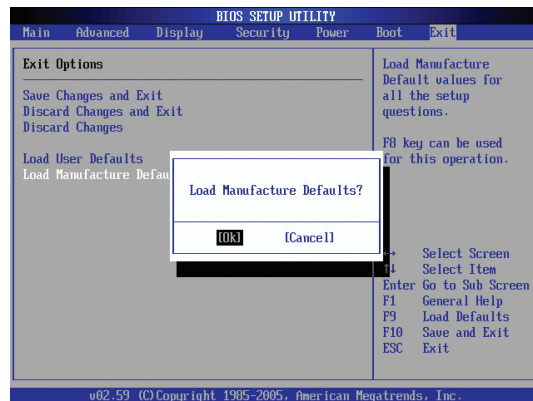 BIOS SETUP UTILITY
Main Advanced Display Security Power Boot Exit
Exit Options
Save Changes and Exit
Discard Changes and Exit
Discard Changes
Load User Defaults
Load Manufacture Defau
Load Manufacture Defaults?
[Ok] [Cancel]
Load Manufacture
Default values for
all the setup
questions.
F8 key can be used
for this operation.
↔ Select Screen
↑↓ Select Item
Enter Go to Sub Screen
F1 General Help
F9 Load Defaults
F10 Save and Exit
ESC Exit
v02.59 (C)Copyright 1985-2005, American Megatrends, Inc.